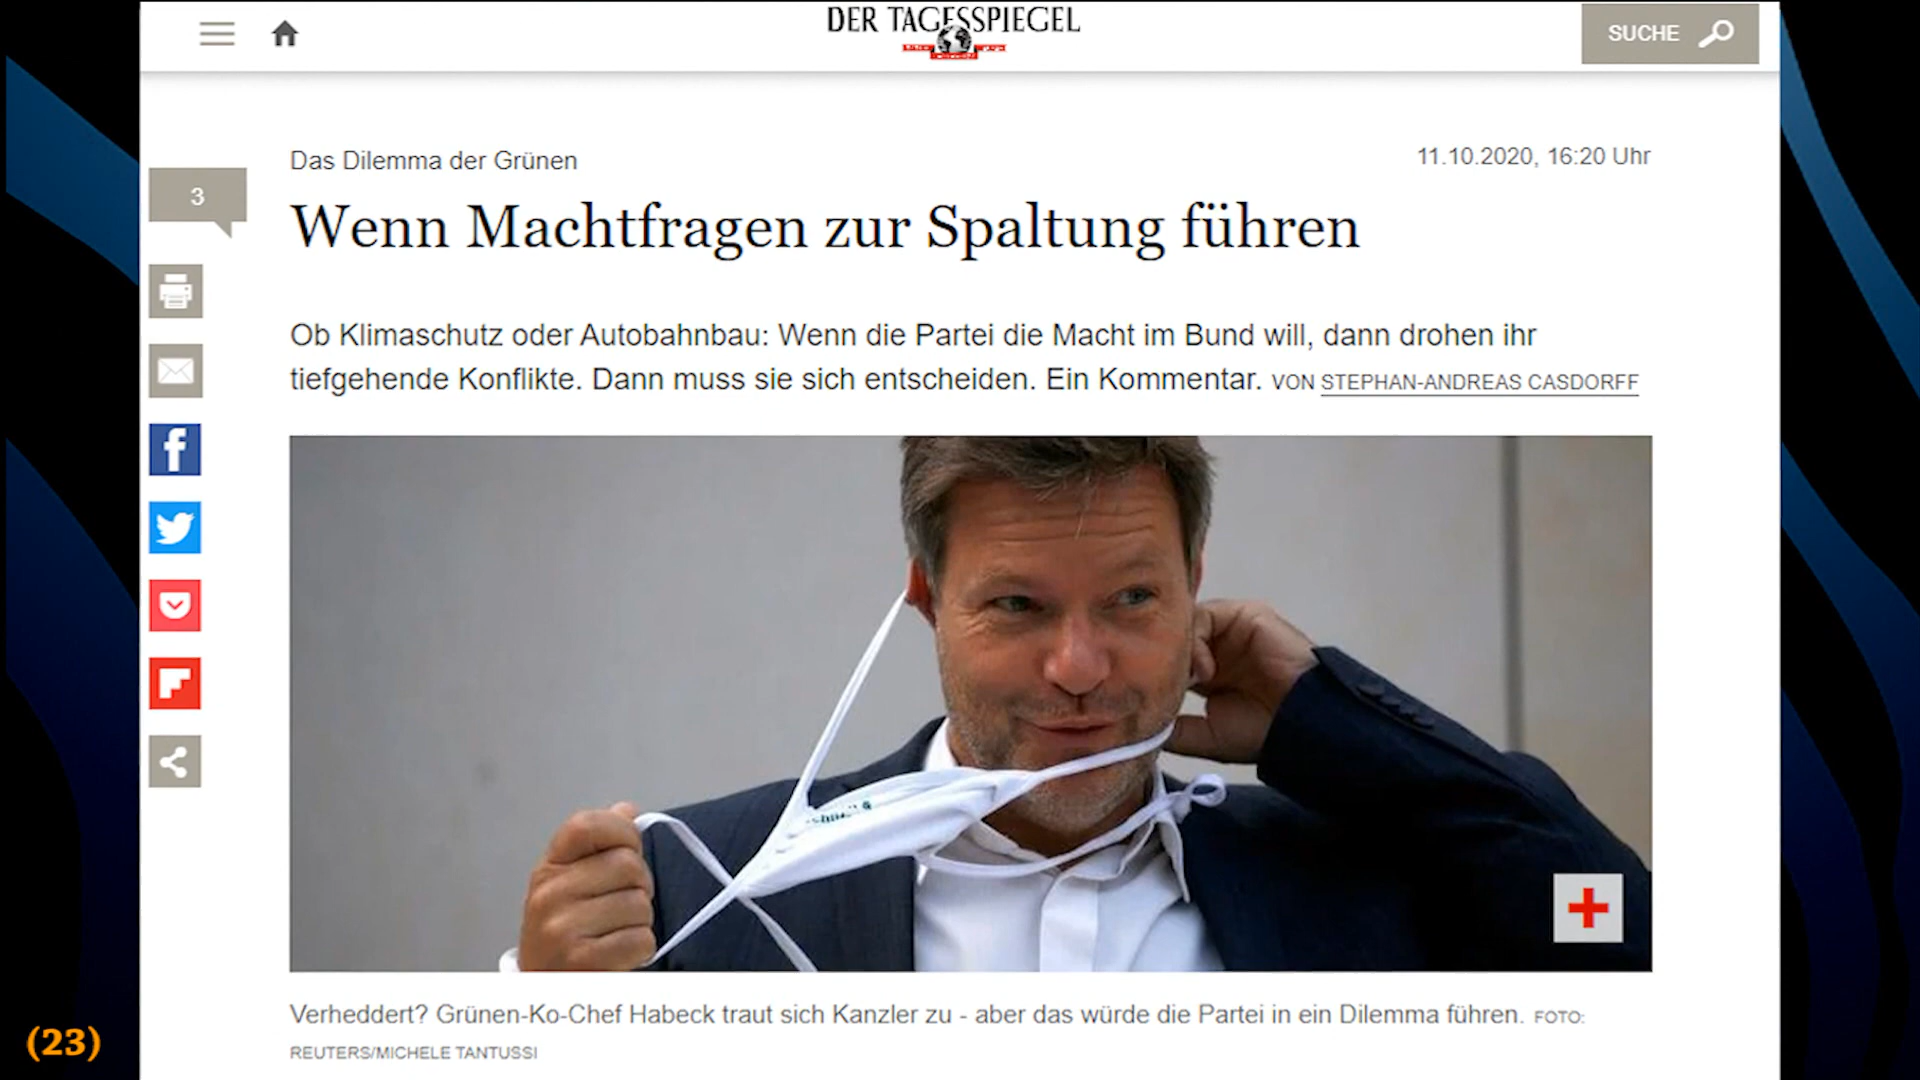 DER TAGESSPIEGEL
SUCHE
Das Dilemma der Grünen
11.10.2020, 16:20 Uhr
3
Wenn Machtfragen zur Spaltung führen
Ob Klimaschutz oder Autobahnbau: Wenn die Partei die Macht im Bund will, dann drohen ihr
tiefgehende Konflikte. Dann muss sie sich entscheiden. Ein Kommentar. VON STEPHAN-ANDREAS CASDORFF
Verheddert? Grünen-Ko-Chef Habeck traut sich Kanzler zu - aber das würde die Partei in ein Dilemma führen. FOTO:
REUTERS/MICHELE TANTUSSI
(23)